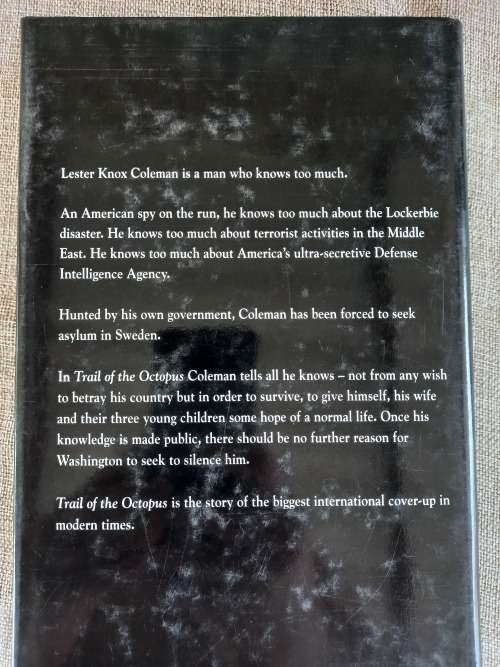 Lester Knox Coleman is a man who knows too much.
An American spy on the run, he knows too much about the Lockerbie
disaster. He knows too much about terrorist activities in the Middle
East. He knows too much about America's ultra-secretive Defense
Intelligence Agency.
Hunted by his own government, Coleman has been forced to seek
asylum in Sweden.
In Trail of the Octopus Coleman tells all he knows – not from any wish
to betray his country but in order to survive, to give himself, his wife
and their three young children some hope of a normal life. Once his
knowledge is made public, there should be no further reason for
Washington to seek to silence him.
Trail of the Octopus is the story of the biggest international cover-up in
modern times.